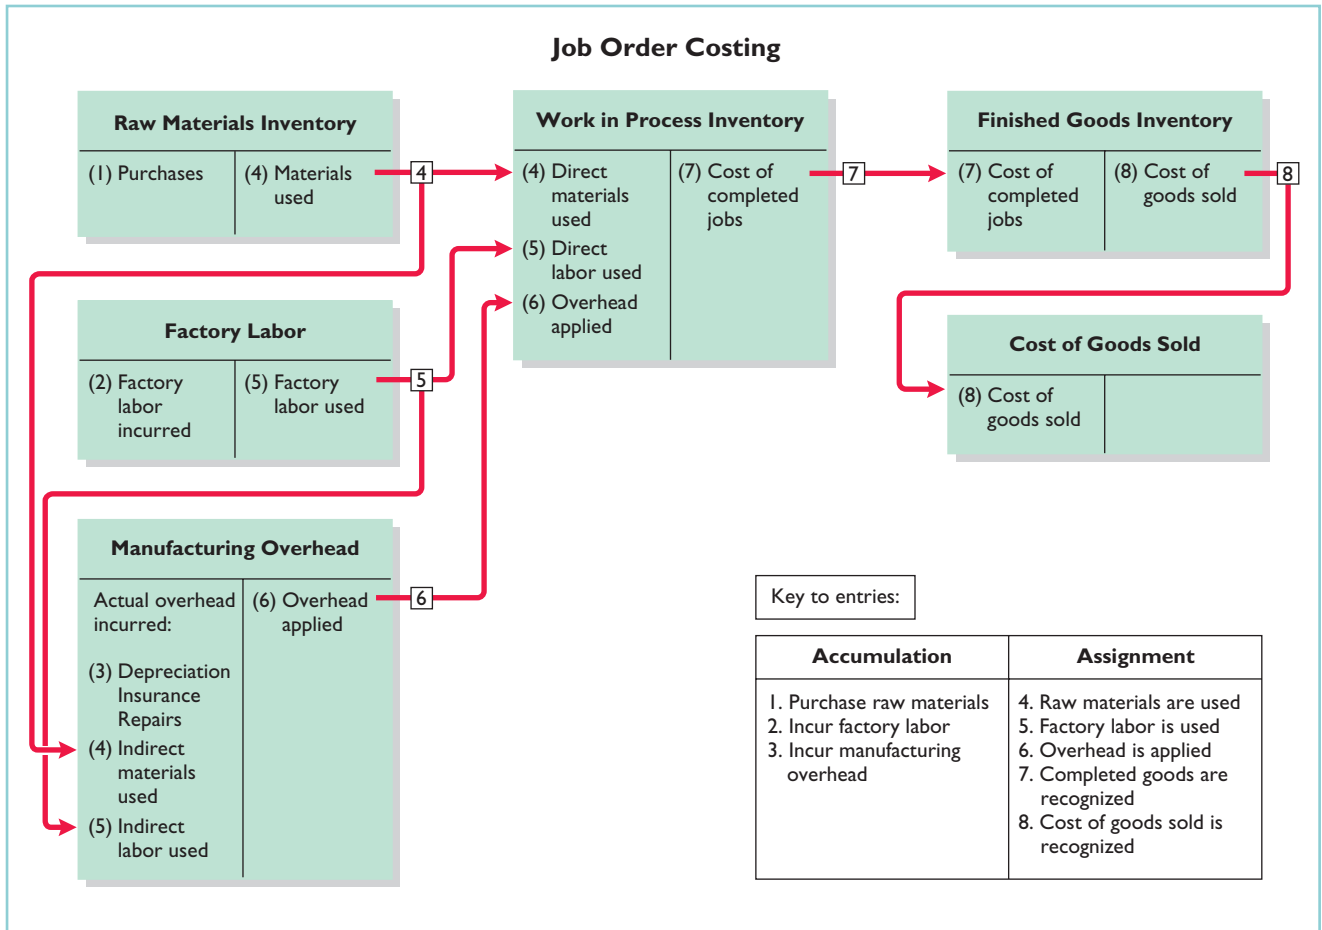 Job Order Costing
Raw Materials Inventory
(1) Purchases
(4) Materials
used
4
Factory Labor
(2) Factory
labor
incurred
(5) Factory
labor used
5
Manufacturing Overhead
Actual overhead
incurred:
(3) Depreciation
Insurance
Repairs
(4) Indirect
materials
used
(5) Indirect
labor used
(6) Overhead
applied
6
Work in Process Inventory
(4) Direct
materials
used
(5) Direct
labor used
(6) Overhead
applied
(7) Cost of
completed
jobs
7
Finished Goods Inventory
(7) Cost of
completed
jobs
(8) Cost of
goods sold
8
Cost of Goods Sold
(8) Cost of
goods sold
Key to entries:
Accumulation
1. Purchase raw materials
2. Incur factory labor
3. Incur manufacturing
overhead
Assignment
4. Raw materials are used
5. Factory labor is used
6. Overhead is applied
7. Completed goods are
recognized
8. Cost of goods sold is
recognized